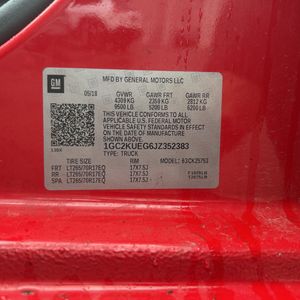 GM
MFD BY GENERAL MOTORS LLC
05/18 GVWR GAWR FRT GAWR RR
4309 KG 2359 KG 2812 KG
9500 LB 5200 LB 6200 LB
THIS VEHICLE CONFORMS TO ALL
APPLICABLE U.S. FEDERAL MOTOR
VEHICLE SAFETY STANDARDS IN
EFFECT ON THE DATE OF MANUFACTURE
SHOWN ABOVE.
1GC2KUEG6JZ352383
TYPE: TRUCK
TIRE SIZE RIM
FRT LT265/70R17EQ 17X7.5J
RR LT265/70R17EQ 17X7.5J
SPA LT265/70R17EQ 17X7.5J